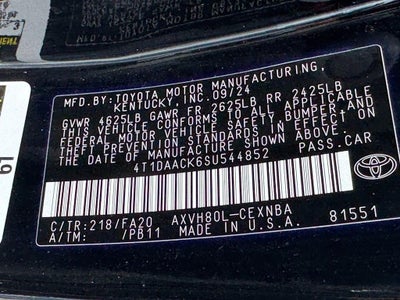 MFD.BY:TOYOTA MOTOR MANUFACTURING,
KENTUCKY, INC. 09/24
GVWR 4625LB GAWR FR 2625LB RR 2425LB
THIS VEHICLE CONFORMS TO ALL APPLICABLE
FEDERAL MOTOR VEHICLE SAFETY, BUMPER AND
THEFT PREVENTION STANDARDS IN EFFECT ON
THE DATE OF MANUFACTURE SHOWN ABOVE.
4T1DAACK6SU544852 PASS.CAR
C/TR:218/FA20 AXVH80L-CEXNBA
A/TM: /PB11 MADE IN U.S.A. 81551
TOYOTA